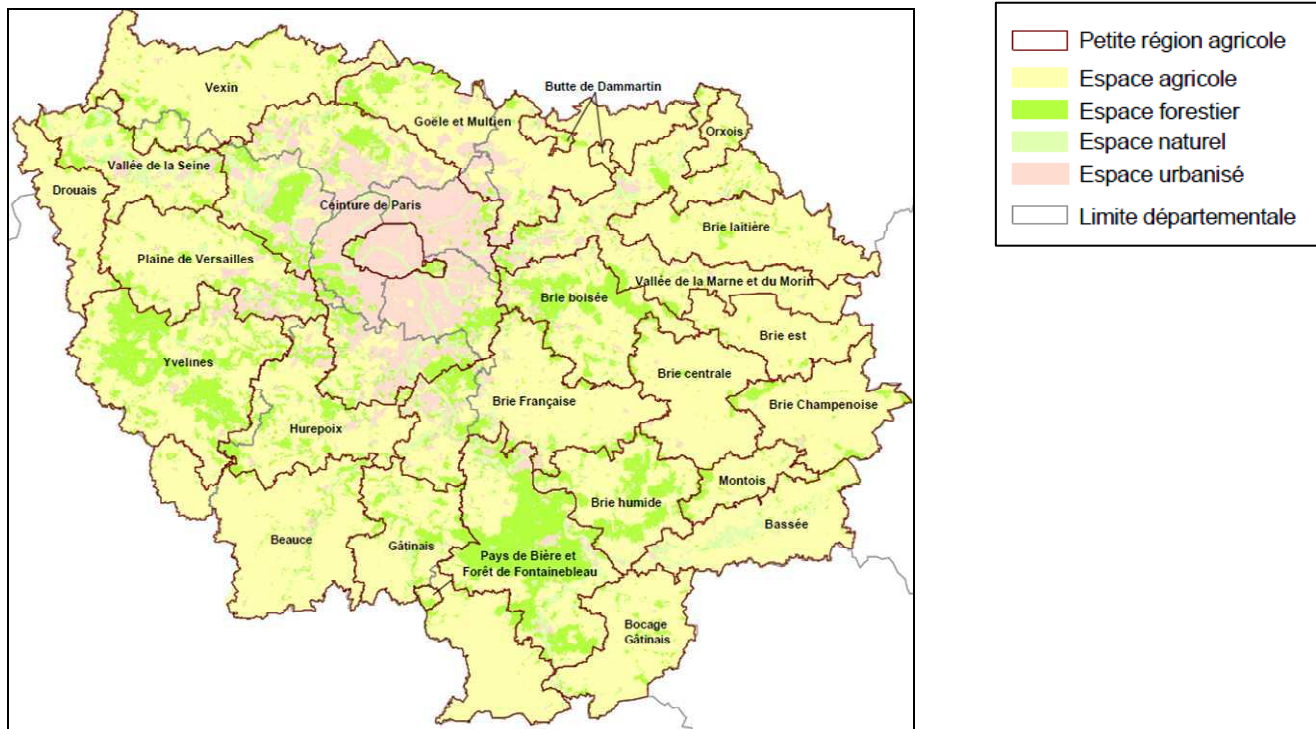 Vexin
Butte de Dammartin
Goële et Multien
Orxois
Vallée de la Seine
Drouais
Ceinture de Paris
Brie laitière
Plaine de Versailles
Vallée de la Marne et du Morin
Brie boisée
Brie est
Yvelines
Brie centrale
Brie Française
Brie Champenoise
Hurepoix
Montois
Brie humide
Bassée
Beauce
Gâtinais
Pays de Bière et
Forêt de Fontainebleau
Bocage
Gâtinais
Petite région agricole
Espace agricole
Espace forestier
Espace naturel
Espace urbanisé
Limite départementale